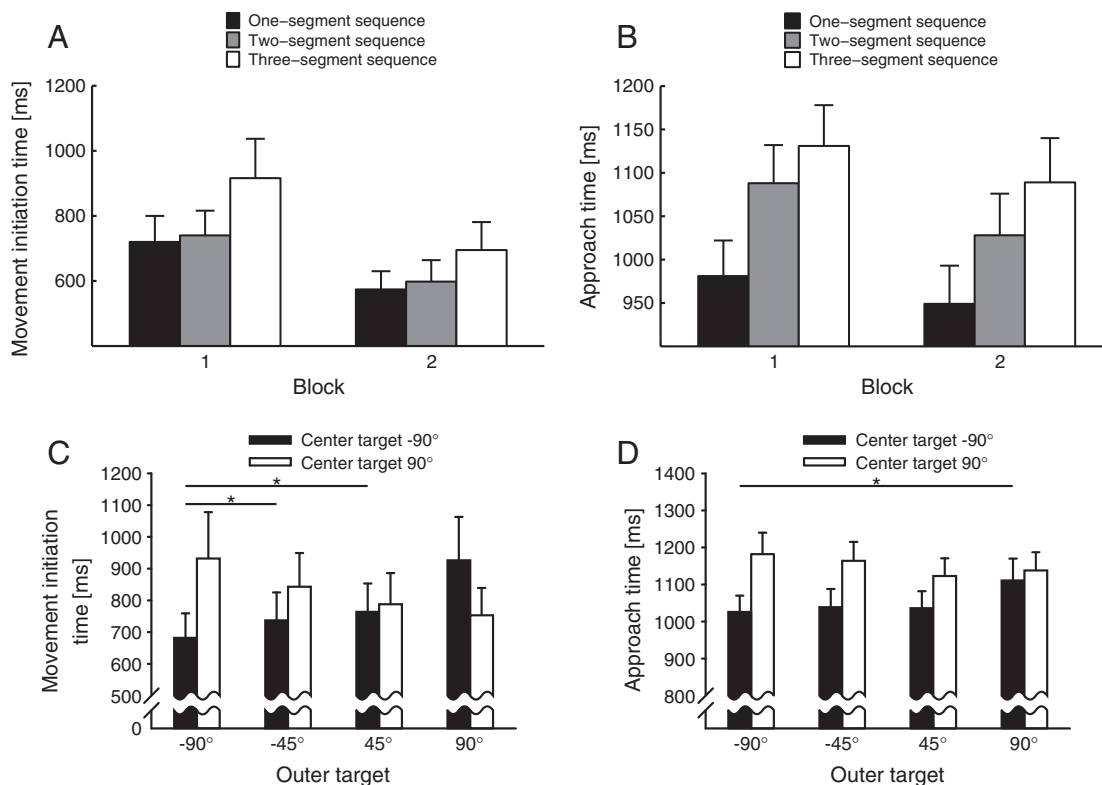 A
One−segment sequence
Two−segment sequence
Three−segment sequence
Movement initiation time [ms]
1200
1000
800
600
1
2
Block
B
One−segment sequence
Two−segment sequence
Three−segment sequence
Approach time [ms]
1200
1150
1100
1050
1000
950
1
2
Block
C
Center target -90°
Center target 90°
Movement initiation
time [ms]
1200
1100
1000
900
800
700
600
500
0
*
*
-90°
-45°
45°
90°
Outer target
D
Center target -90°
Center target 90°
Approach time [ms]
1400
1300
1200
1100
1000
900
800
0
*
-90°
-45°
45°
90°
Outer target